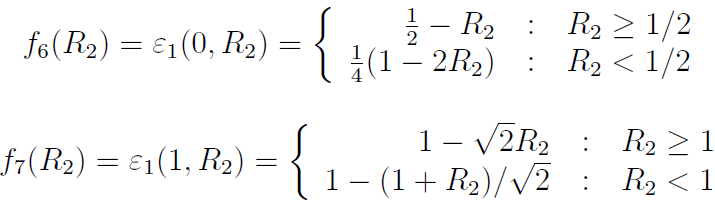 f₆(R₂) = ε₁(0, R₂) = { 1/2 − R₂ : R₂ ≥ 1/2
1/4(1 − 2R₂) : R₂ < 1/2
f₇(R₂) = ε₁(1, R₂) = { 1 − √2R₂ : R₂ ≥ 1
1 − (1 + R₂)/√2 : R₂ < 1